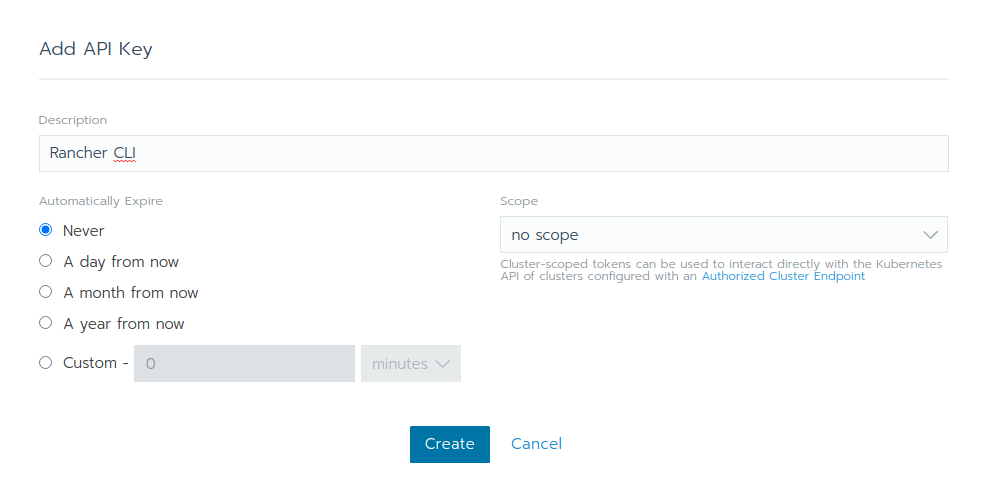 Add API Key
Description
Rancher CLI
Automatically Expire
Never
A day from now
A month from now
A year from now
Custom - 0 minutes
Scope
no scope
Cluster-scoped tokens can be used to interact directly with the Kubernetes
API of clusters configured with an Authorized Cluster Endpoint
Create Cancel